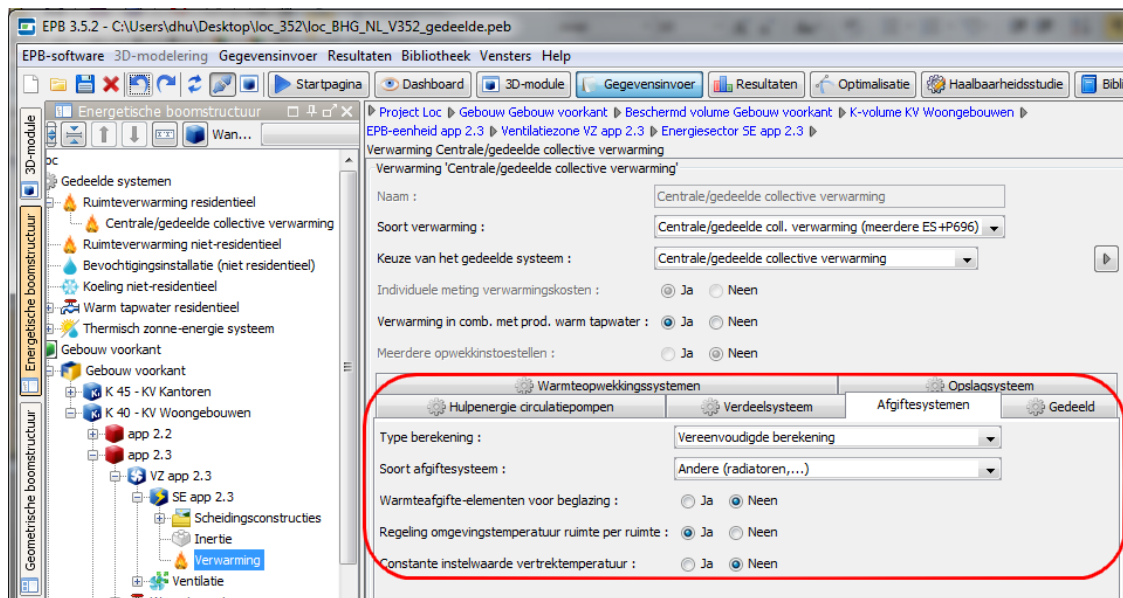 EPB 3.5.2 - C:\Users\dhu\Desktop\loc_352\loc_BHG_NL_V352_gedeelde.peb
EPB-software 3D-modelering Gegevensinvoer Resultaten Bibliotheek Vensters Help
Startpagina Dashboard 3D-module Gegevensinvoer Resultaten Optimalisatie Haalbaarheidsstudie Bibli
3D-module
Energetische boomstructuur
Geometrische boomstructuur
Energetische boomstructuur
Wan...
oc
Gedeelde systemen
Ruimteverwarming residentieel
Centrale/gedeelde collective verwarming
Ruimteverwarming niet-residentieel
Bevochtigingsinstallatie (niet residentieel)
Koeling niet-residentieel
Warm tapwater residentieel
Thermisch zonne-energie systeem
Gebouw voorkant
Gebouw voorkant
K 45 - KV Kantoren
K 40 - KV Woongebouwen
app 2.2
app 2.3
VZ app 2.3
SE app 2.3
Scheidingsconstructies
Inertie
Verwarming
Ventilatie
Project Loc Gebouw Gebouw voorkant Beschermd volume Gebouw voorkant K-volume KV Woongebouwen
EPB-eenheid app 2.3 Ventilatiezone VZ app 2.3 Energiesector SE app 2.3
Verwarming Centrale/gedeelde collective verwarming
Verwarming 'Centrale/gedeelde collective verwarming'
Naam : Centrale/gedeelde collective verwarming
Soort verwarming : Centrale/gedeelde coll. verwarming (meerdere ES+P696)
Keuze van het gedeelde systeem : Centrale/gedeelde collective verwarming
Individuele meting verwarmingskosten : Ja Neen
Verwarming in comb. met prod. warm tapwater : Ja Neen
Meerdere opwekkinstoestellen : Ja Neen
Warmteopwekkingssystemen Opslagsysteem
Hulpenergie circulatiepompen Verdeelsysteem Afgiftesystemen Gedeeld
Type berekening : Vereenvoudigde berekening
Soort afgiftesysteem : Andere (radiatoren,...)
Warmteafgifte-elementen voor beglazing : Ja Neen
Regeling omgevingstemperatuur ruimte per ruimte : Ja Neen
Constante instelwaarde vertrektemperatuur : Ja Neen